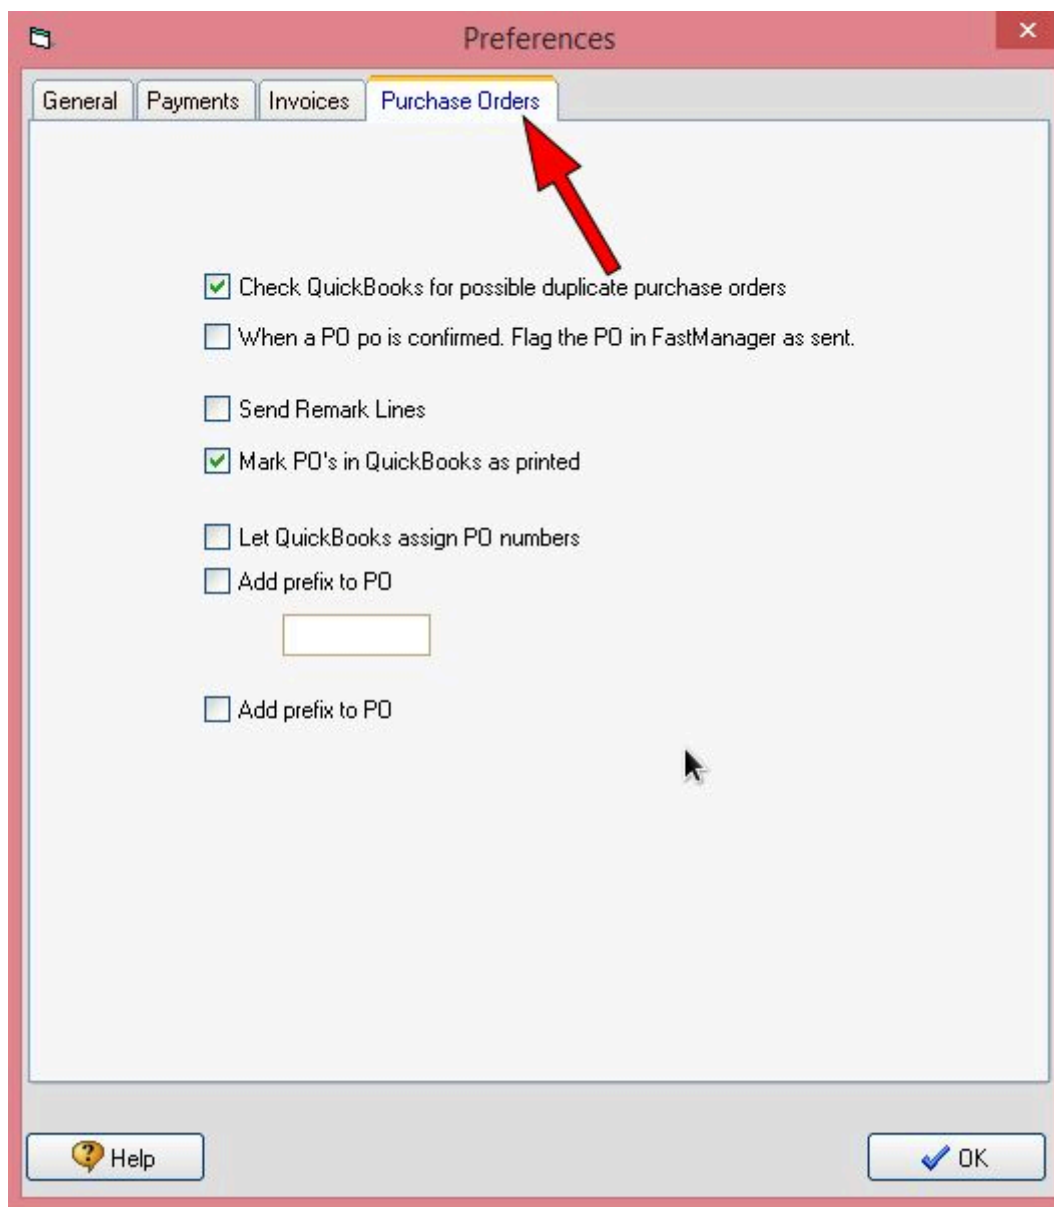 Preferences
General Payments Invoices Purchase Orders
Check QuickBooks for possible duplicate purchase orders
When a PO po is confirmed. Flag the PO in FastManager as sent.
Send Remark Lines
Mark PO's in QuickBooks as printed
Let QuickBooks assign PO numbers
Add prefix to PO
Add prefix to PO
Help OK